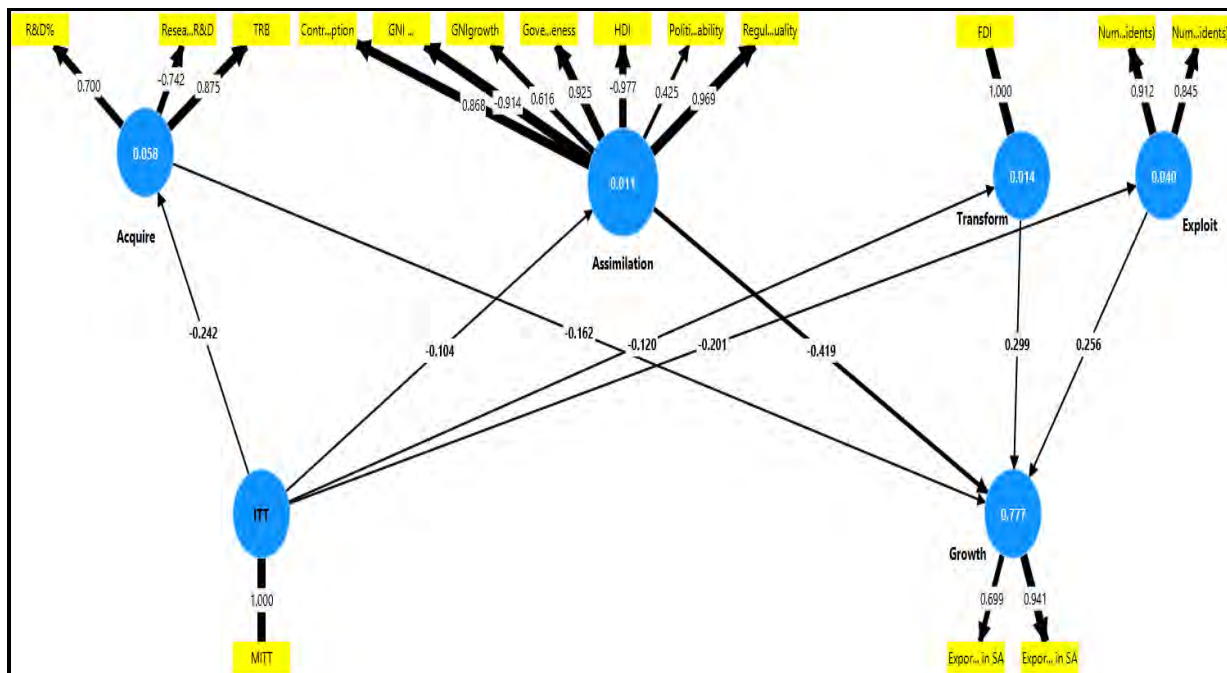 R&D%
Resea...R&D
TRB
Contr...ption
GNI ...
GNIgrowth
Gove...eness
HDI
Politi...ability
Regul...uality
FDI
Num...idents)
Num...idents)
0.700
-0.742
0.875
0.868
-0.914
0.616
0.925
-0.977
0.425
0.969
1.000
0.912
0.845
0.058
0.011
0.014
0.040
Acquire
Assimilation
Transform
Exploit
-0.242
-0.104
-0.162
-0.120
-0.201
-0.419
0.299
0.256
ITT
0.777
Growth
1.000
0.699
0.941
MITT
Expor... in SA
Expor... in SA